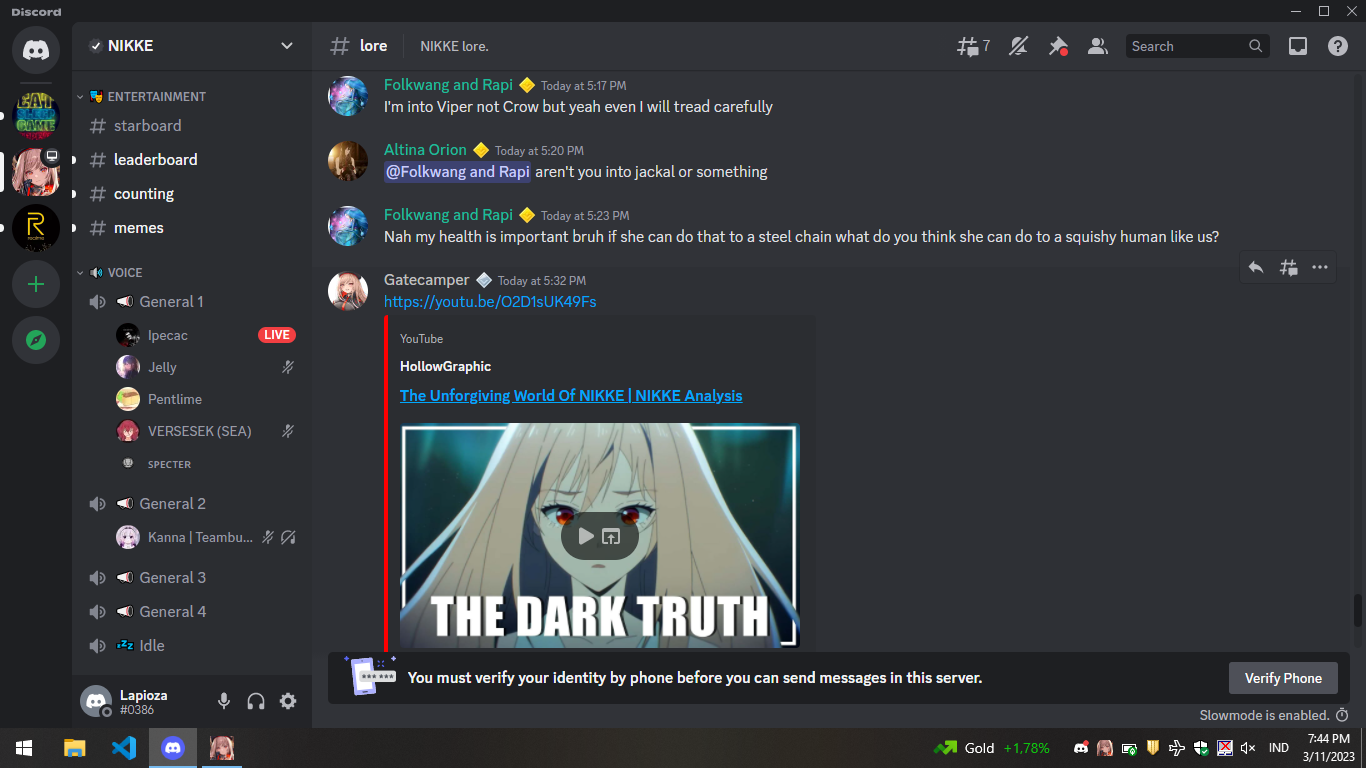 Discord
NIKKE
ENTERTAINMENT
starboard
leaderboard
counting
memes
VOICE
General 1
Ipecac
LIVE
Jelly
Pentlime
VERSESEK (SEA)
SPECTER
General 2
Kanna | Teambu...
General 3
General 4
Idle
Lapioza
#0386
lore
NIKKE lore.
7
Search
Folkwang and Rapi Today at 5:17 PM
I'm into Viper not Crow but yeah even I will tread carefully
Altina Orion Today at 5:20 PM
@Folkwang and Rapi aren't you into jackal or something
Folkwang and Rapi Today at 5:23 PM
Nah my health is important bruh if she can do that to a steel chain what do you think she can do to a squishy human like us?
Gatecamper Today at 5:32 PM
https://youtu.be/O2D1sUK49Fs
YouTube
HollowGraphic
The Unforgiving World Of NIKKE | NIKKE Analysis
THE DARK TRUTH
You must verify your identity by phone before you can send messages in this server.
Verify Phone
Slowmode is enabled.
Gold +1,78%
IND
7:44 PM
3/11/2023